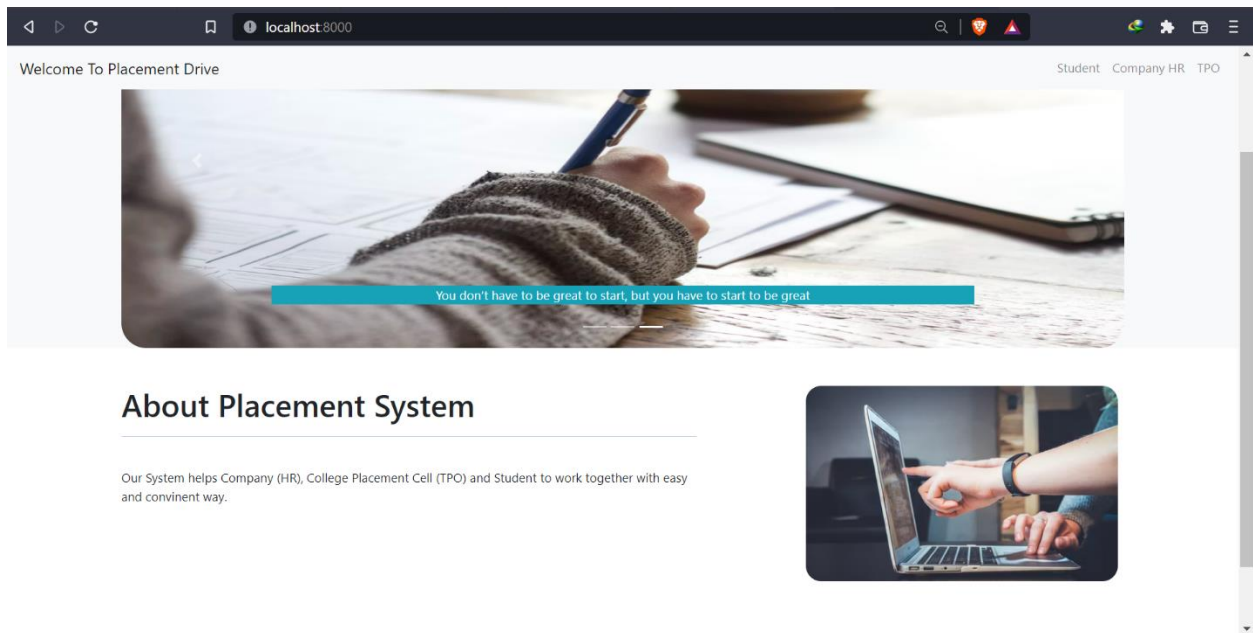 localhost:8000
Welcome To Placement Drive
Student Company HR TPO
You don't have to be great to start, but you have to start to be great
About Placement System
Our System helps Company (HR), College Placement Cell (TPO) and Student to work together with easy
and convinent way.